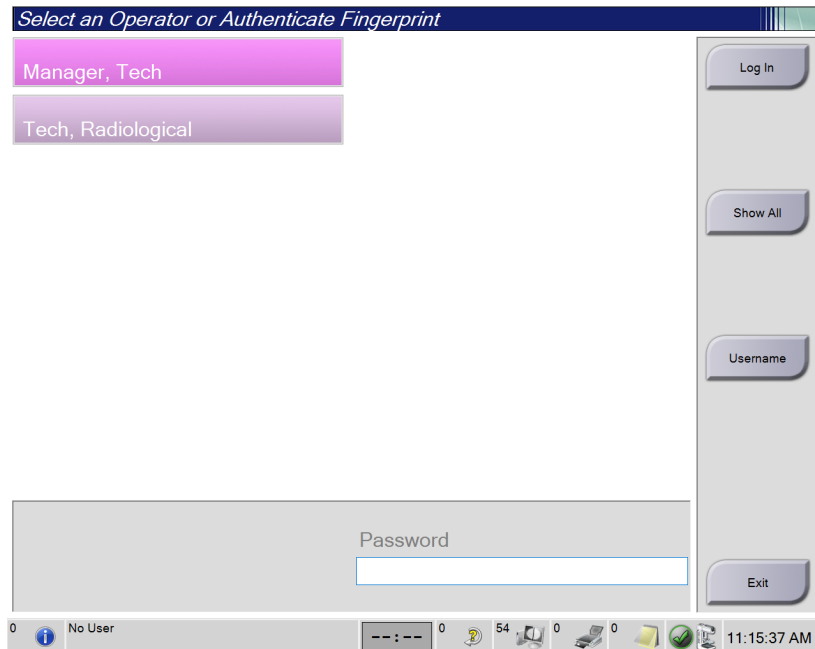 Select an Operator or Authenticate Fingerprint
Manager, Tech
Tech, Radiological
Log In
Show All
Username
Password
Exit
0 No User --:-- 0 54 0 0 11:15:37 AM